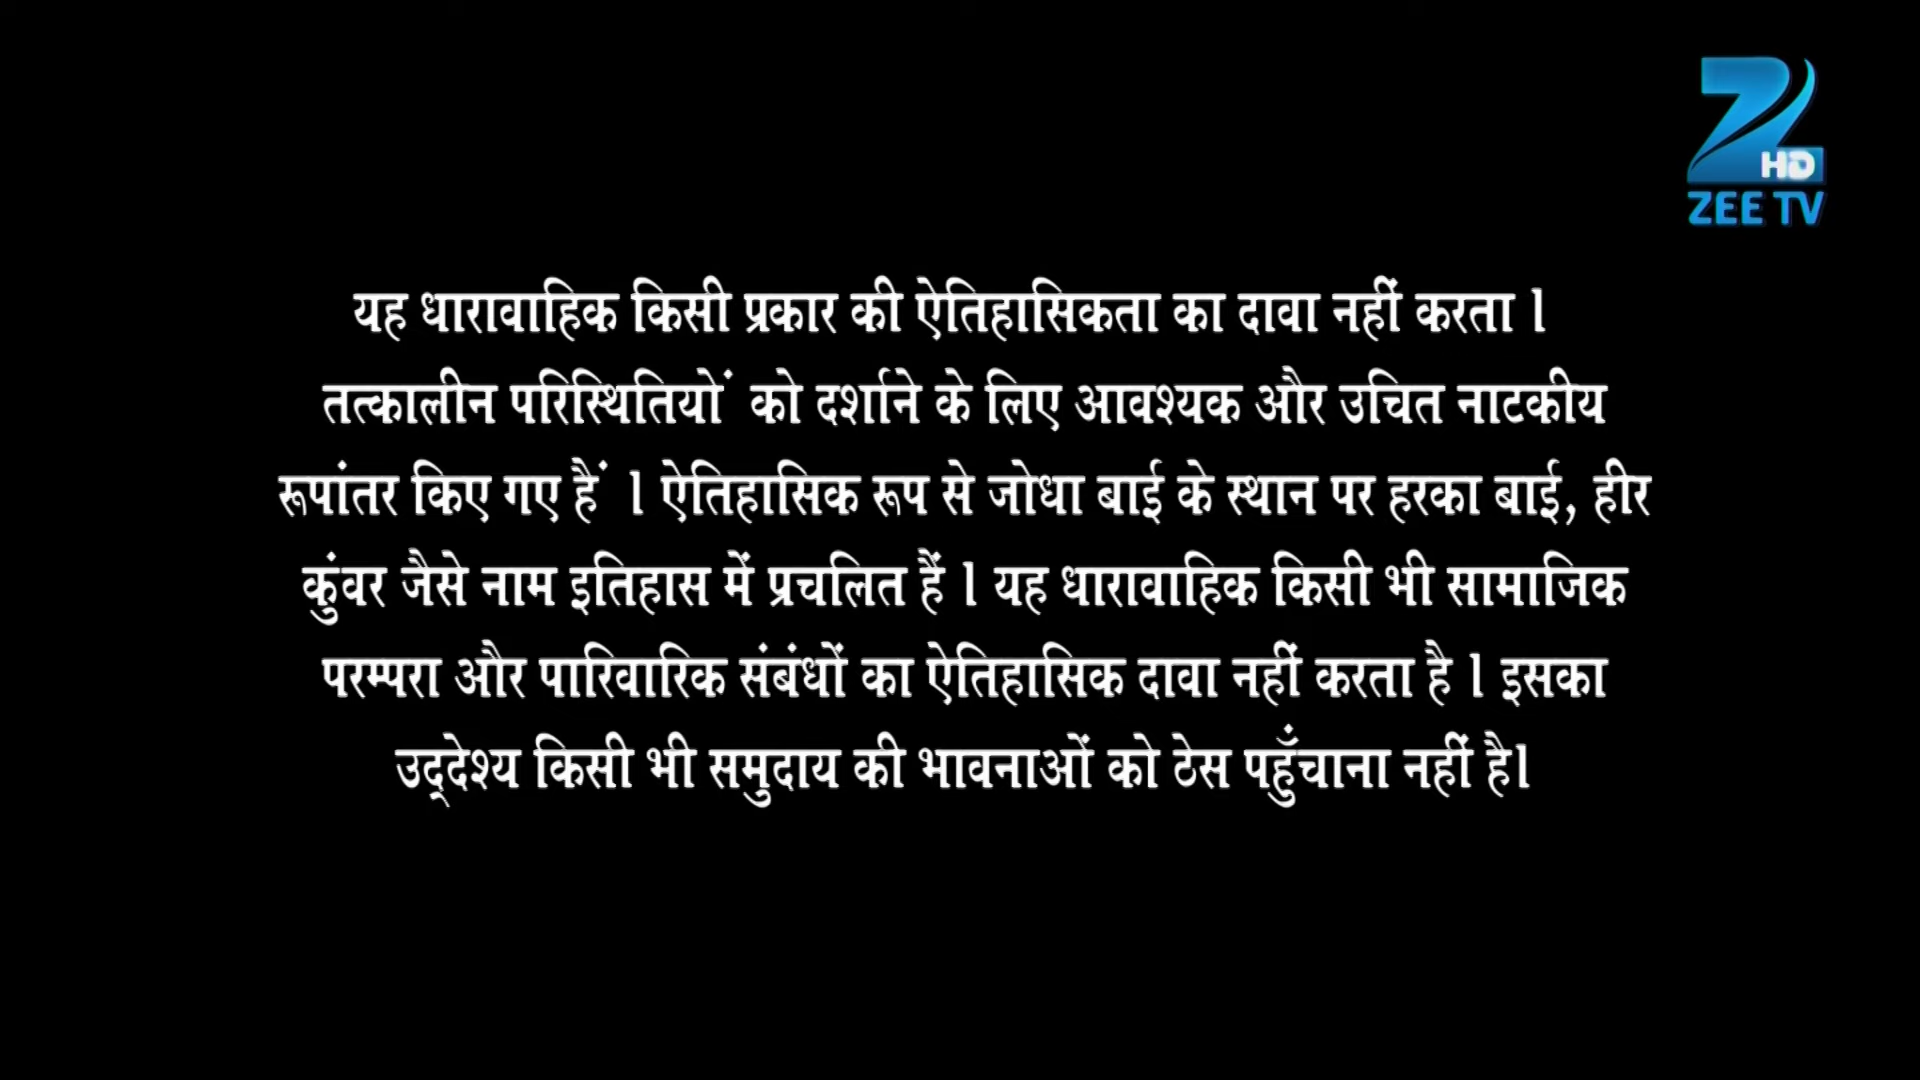 HD
ZEE TV
यह धारावाहिक किसी प्रकार की ऐतिहासिकता का दावा नहीं करता ।
तत्कालीन परिस्थितियों को दर्शाने के लिए आवश्यक और उचित नाटकीय
रूपांतर किए गए हैं । ऐतिहासिक रूप से जोधा बाई के स्थान पर हरका बाई, हीर
कुंवर जैसे नाम इतिहास में प्रचलित हैं । यह धारावाहिक किसी भी सामाजिक
परम्परा और पारिवारिक संबंधों का ऐतिहासिक दावा नहीं करता है । इसका
उद्‌देश्य किसी भी समुदाय की भावनाओं को ठेस पहुँचाना नहीं है।